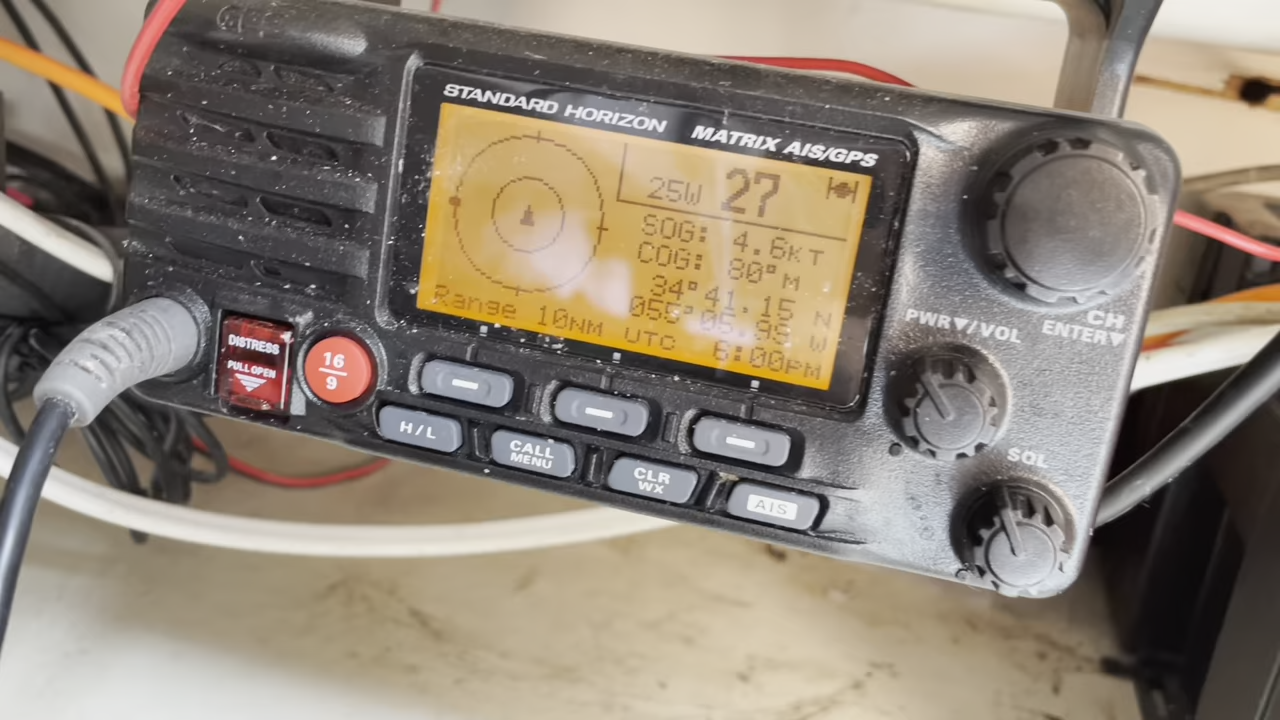 STANDARD HORIZON MATRIX AIS/GPS
25W 27
SOG: 4.6KT
COG: 80°M
34°41.15 N
055°05.99 W
Range 10NM UTC 6:00PM
DISTRESS
PULL OPEN
16
9
H/L
CALL
MENU
CLR
WX
AIS
CH
ENTER▼
PWR▼/VOL
SQL